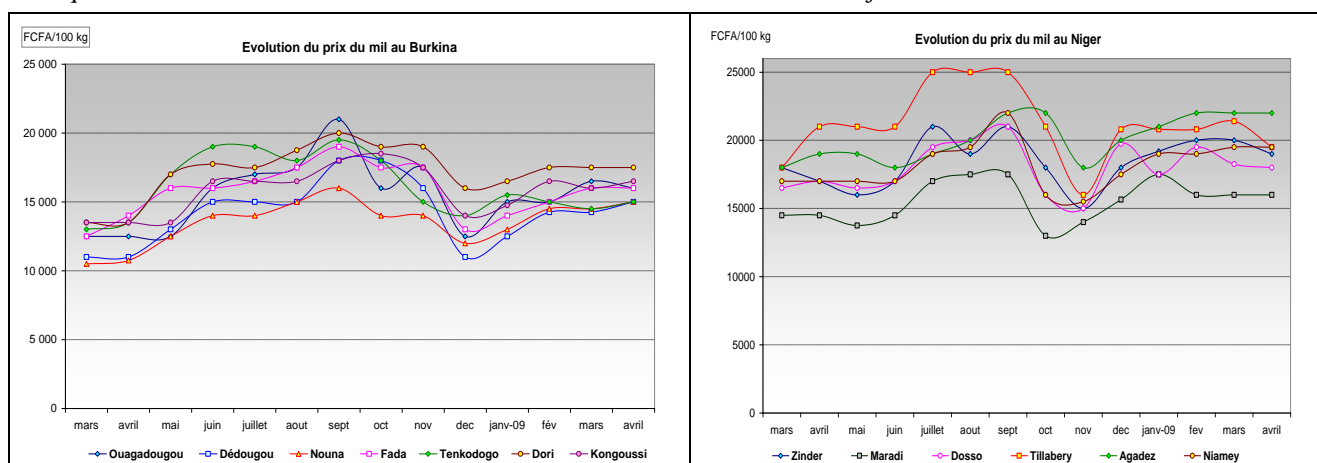 FCFA/100 kg
Evolution du prix du mil au Burkina
25 000
20 000
15 000
10 000
5 000
0
mars avril mai juin juillet aout sept oct nov dec janv-09 fév mars avril
Ouagadougou Dédougou Nouna Fada Tenkodogo Dori Kongoussi
FCFA/100 kg
Evolution du prix du mil au Niger
25000
20000
15000
10000
5000
0
mars avril mai juin juillet aout sept oct nov dec janv-09 fev mars avril
Zinder Maradi Dosso Tillabery Agadez Niamey